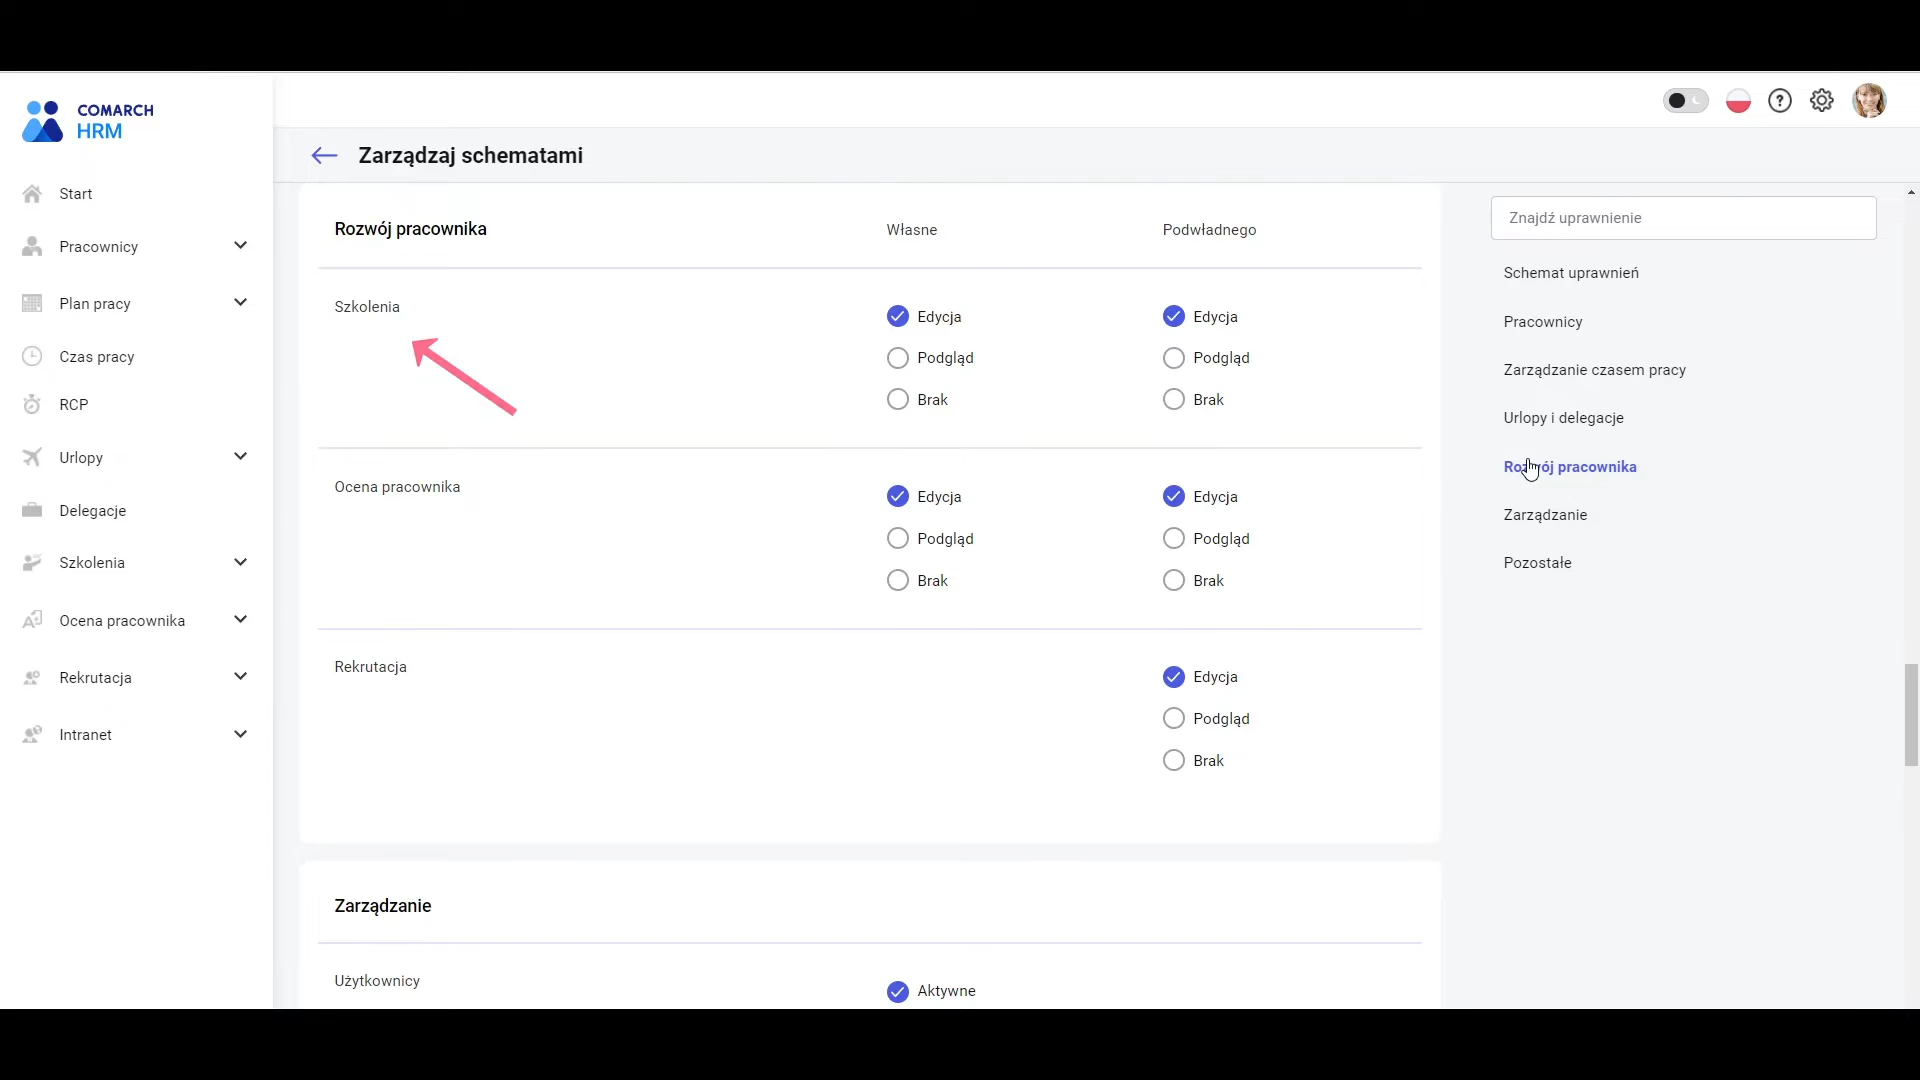 COMARCH
HRM
Start
Pracownicy
Plan pracy
Czas pracy
RCP
Urlopy
Delegacje
Szkolenia
Ocena pracownika
Rekrutacja
Intranet
Zarządzaj schematami
Rozwój pracownika Własne Podwładnego
Szkolenia
Edycja Edycja
Podgląd Podgląd
Brak Brak
Ocena pracownika
Edycja Edycja
Podgląd Podgląd
Brak Brak
Rekrutacja
Edycja
Podgląd
Brak
Zarządzanie
Użytkownicy
Aktywne
Znajdź uprawnienie
Schemat uprawnień
Pracownicy
Zarządzanie czasem pracy
Urlopy i delegacje
Rozwój pracownika
Zarządzanie
Pozostałe